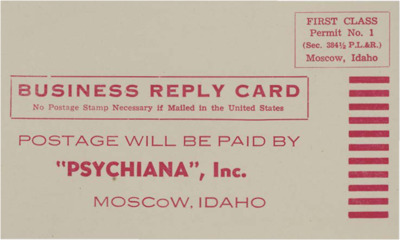 FIRST CLASS
Permit No. 1
(Sec. 384½ P.L.&R.)
Moscow, Idaho
BUSINESS REPLY CARD
No Postage Stamp Necessary if Mailed in the United States
POSTAGE WILL BE PAID BY
"PSYCHIANA", Inc.
MOSCoW, IDAHO